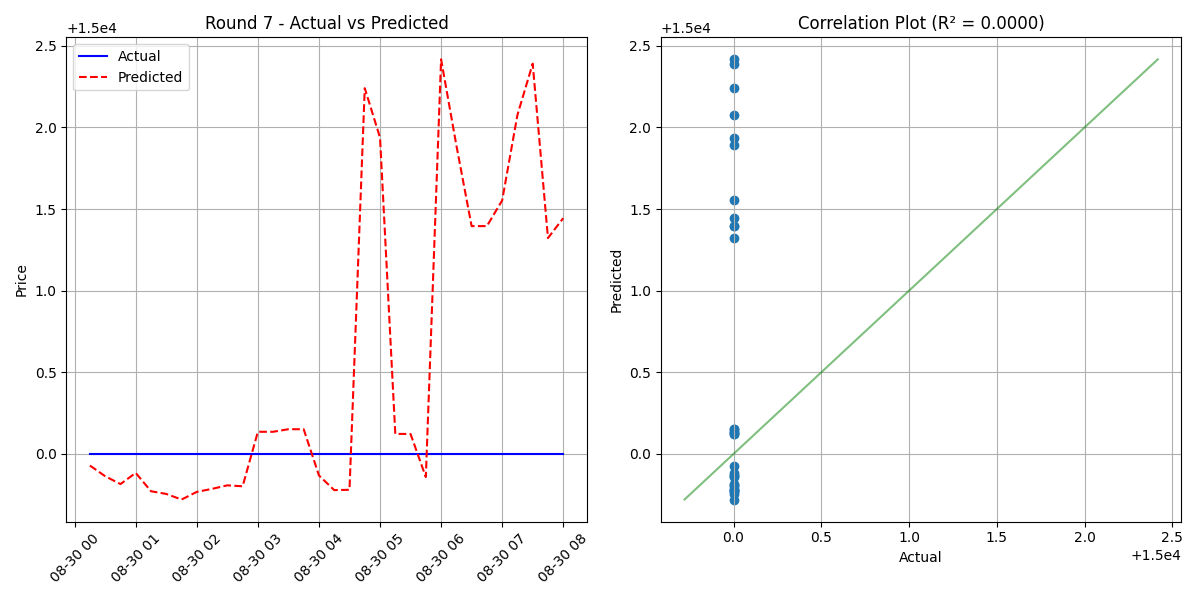 Round 7 - Actual vs Predicted
+1.5e4
Actual
Predicted
2.5
2.0
1.5
1.0
0.5
0.0
Price
08-30 00
08-30 01
08-30 02
08-30 03
08-30 04
08-30 05
08-30 06
08-30 07
08-30 08
Correlation Plot (R² = 0.0000)
+1.5e4
2.5
2.0
1.5
1.0
0.5
0.0
Predicted
0.0
0.5
1.0
1.5
2.0
2.5
+1.5e4
Actual